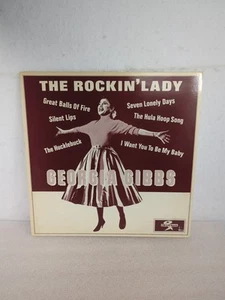 THE ROCKIN' LADY
Great Balls Of Fire
Seven Lonely Days
Silent Lips
The Hula Hoop Song
The Hucklebuck
I Want You To Be My Baby
GEORGIA GIBBS